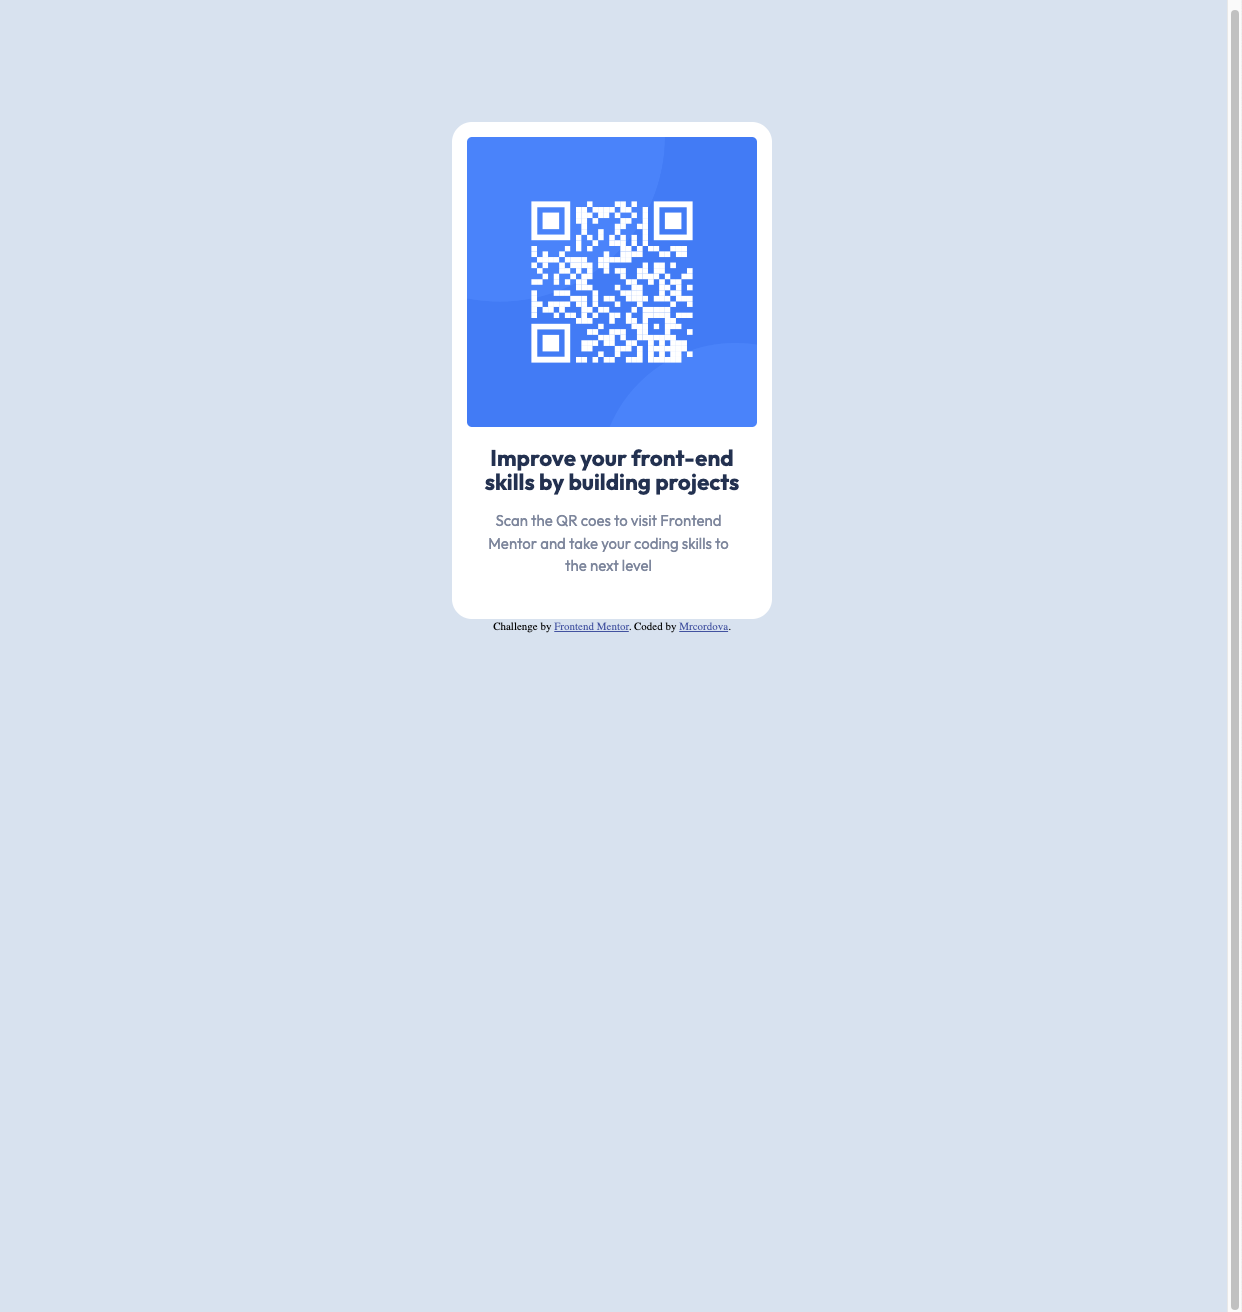 Improve your front-end
skills by building projects
Scan the QR coes to visit Frontend
Mentor and take your coding skills to
the next level
Challenge by Frontend Mentor. Coded by Mrcordova.